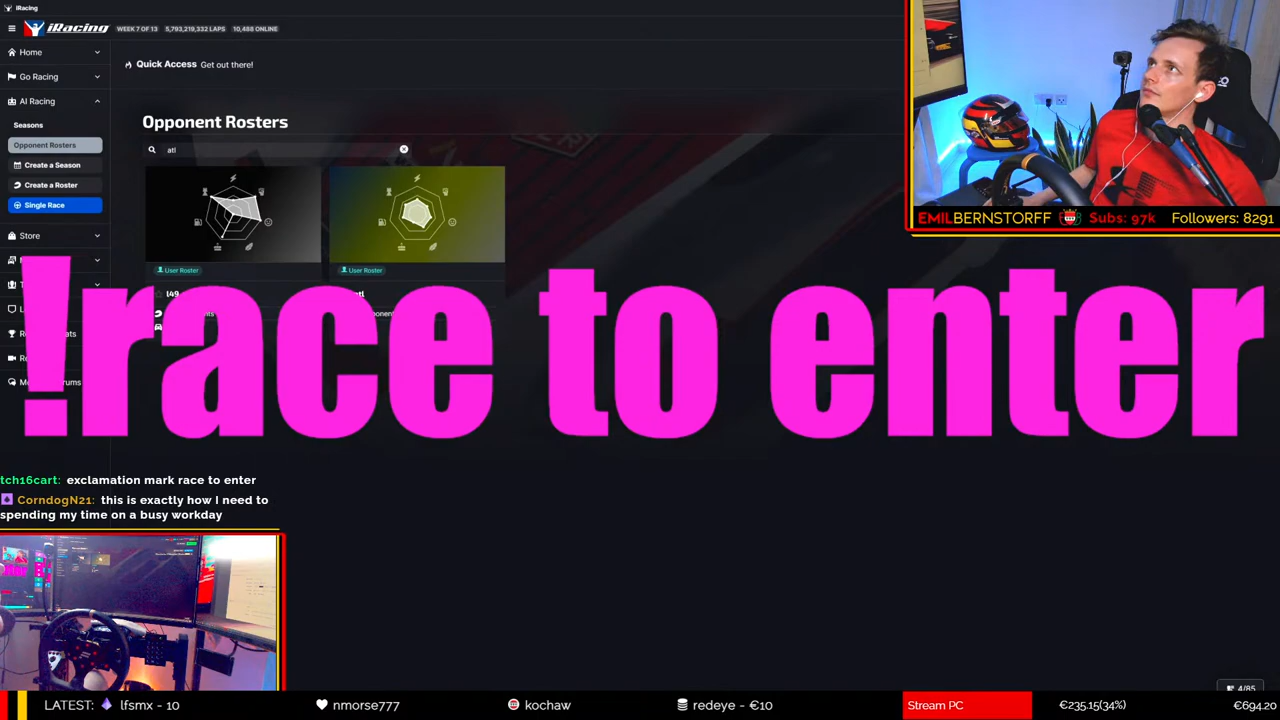 iRacing
iRacing WEEK 7 OF 13 5,793,219,332 LAPS 10,488 ONLINE
Home
Go Racing
AI Racing
Seasons
Opponent Rosters
Create a Season
Create a Roster
Single Race
Store
Quick Access Get out there!
Opponent Rosters
atl
User Roster
User Roster
!race to enter
EMILBERNSTORFF Subs: 97k Followers: 8291
tch16cart: exclamation mark race to enter
CorndogN21: this is exactly how I need to
spending my time on a busy workday
4/85
LATEST: lfsmx - 10 nmorse777 kochaw redeye - €10 Stream PC €235.15(34%) €694.20